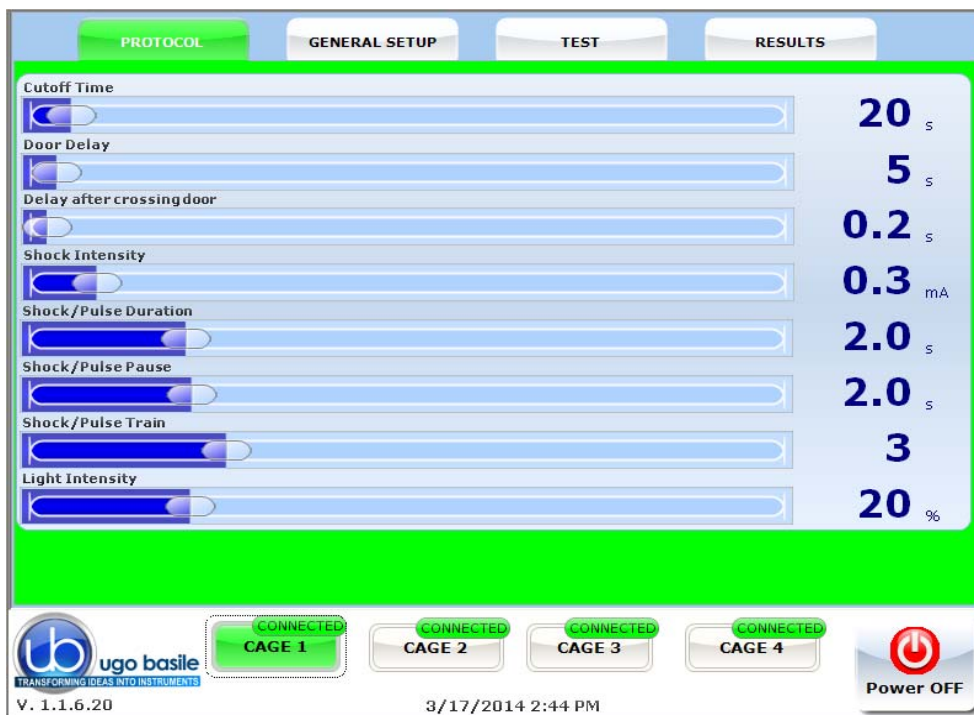 PROTOCOL GENERAL SETUP TEST RESULTS
Cutoff Time
20 s
Door Delay
5 s
Delay after crossing door
0.2 s
Shock Intensity
0.3 mA
Shock/Pulse Duration
2.0 s
Shock/Pulse Pause
2.0 s
Shock/Pulse Train
3
Light Intensity
20 %
CONNECTED CONNECTED CONNECTED CONNECTED
CAGE 1 CAGE 2 CAGE 3 CAGE 4
ub ugo basile
TRANSFORMING IDEAS INTO INSTRUMENTS
Power OFF
V. 1.1.6.20 3/17/2014 2:44 PM